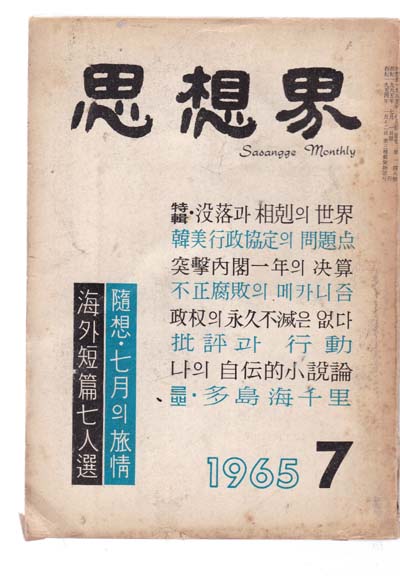 思想界
Sasangge Monthly
特輯·没落과 相剋의 世界
韓美行政協定의 問題点
突擊內閣一年의 决算
不正腐敗의 메카니즘
政权의 永久不滅은 없다
批評과 行動
나의 自伝的小說論
多島海千里
隨想·七月의 旅情
海外短篇七人選
1965 7